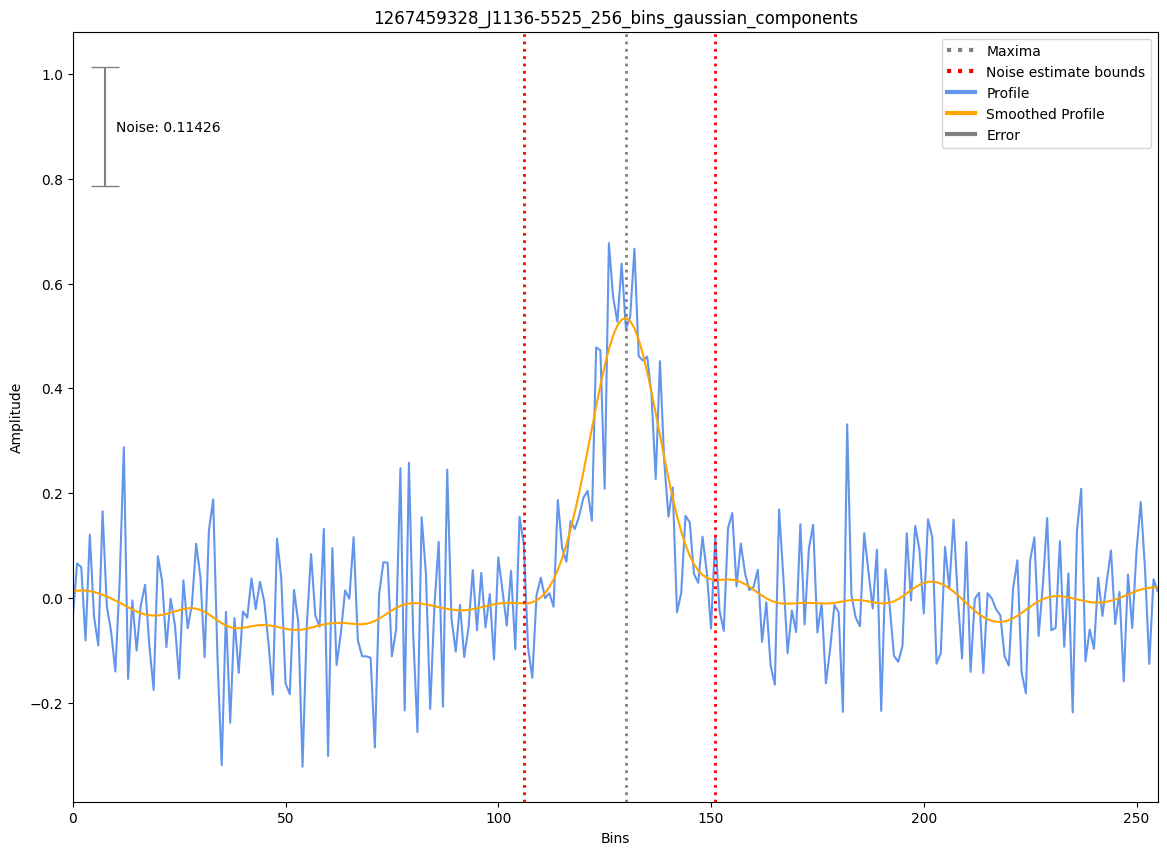 1267459328_J1136-5525_256_bins_gaussian_components
Maxima
Noise estimate bounds
Profile
Smoothed Profile
Error
Noise: 0.11426
Amplitude
1.0
0.8
0.6
0.4
0.2
0.0
−0.2
0
50
100
150
200
250
Bins